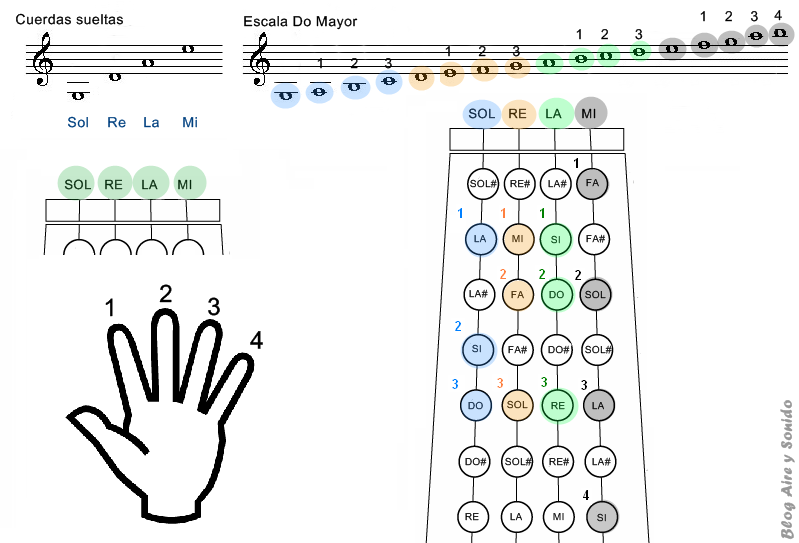 Cuerdas sueltas
Escala Do Mayor
1 2 3 1 2 3 1 2 3 1 2 3 4
Sol Re La Mi
SOL RE LA MI
SOL RE LA MI
1 2 3 4
1
SOL# RE# LA# FA
1 1 1
LA MI SI FA#
2 2 2
LA# FA DO SOL
2
SI FA# DO# SOL#
3 3 3 3
DO SOL RE LA
DO# SOL# RE# LA#
4
RE LA MI SI
Blog Aire y Sonido